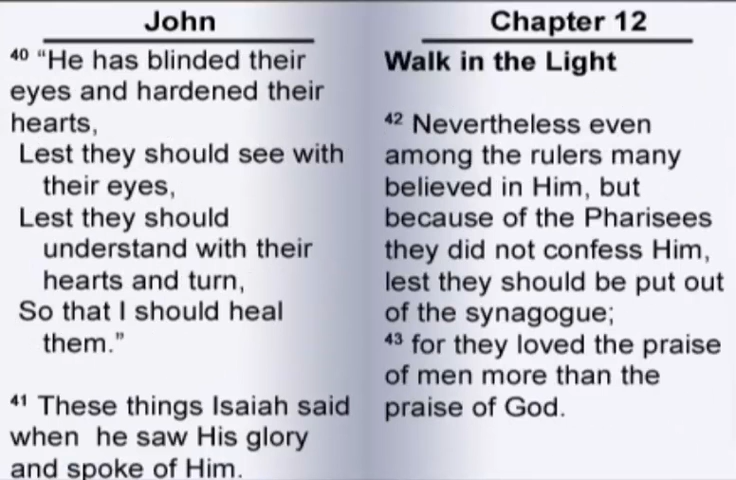 John
⁴⁰ “He has blinded their
eyes and hardened their
hearts,
Lest they should see with
their eyes,
Lest they should
understand with their
hearts and turn,
So that I should heal
them.”
⁴¹ These things Isaiah said
when  he saw His glory
and spoke of Him.
Chapter 12
Walk in the Light
⁴² Nevertheless even
among the rulers many
believed in Him, but
because of the Pharisees
they did not confess Him,
lest they should be put out
of the synagogue;
⁴³ for they loved the praise
of men more than the
praise of God.